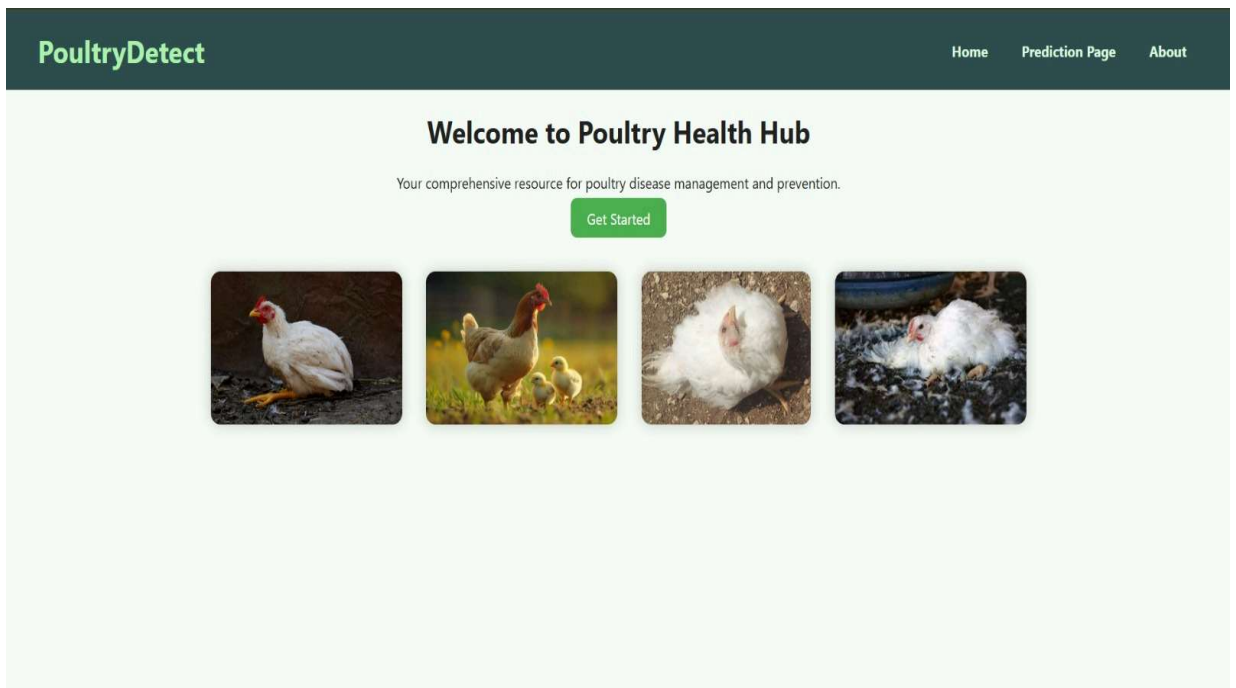 PoultryDetect
Home Prediction Page About
Welcome to Poultry Health Hub
Your comprehensive resource for poultry disease management and prevention.
Get Started